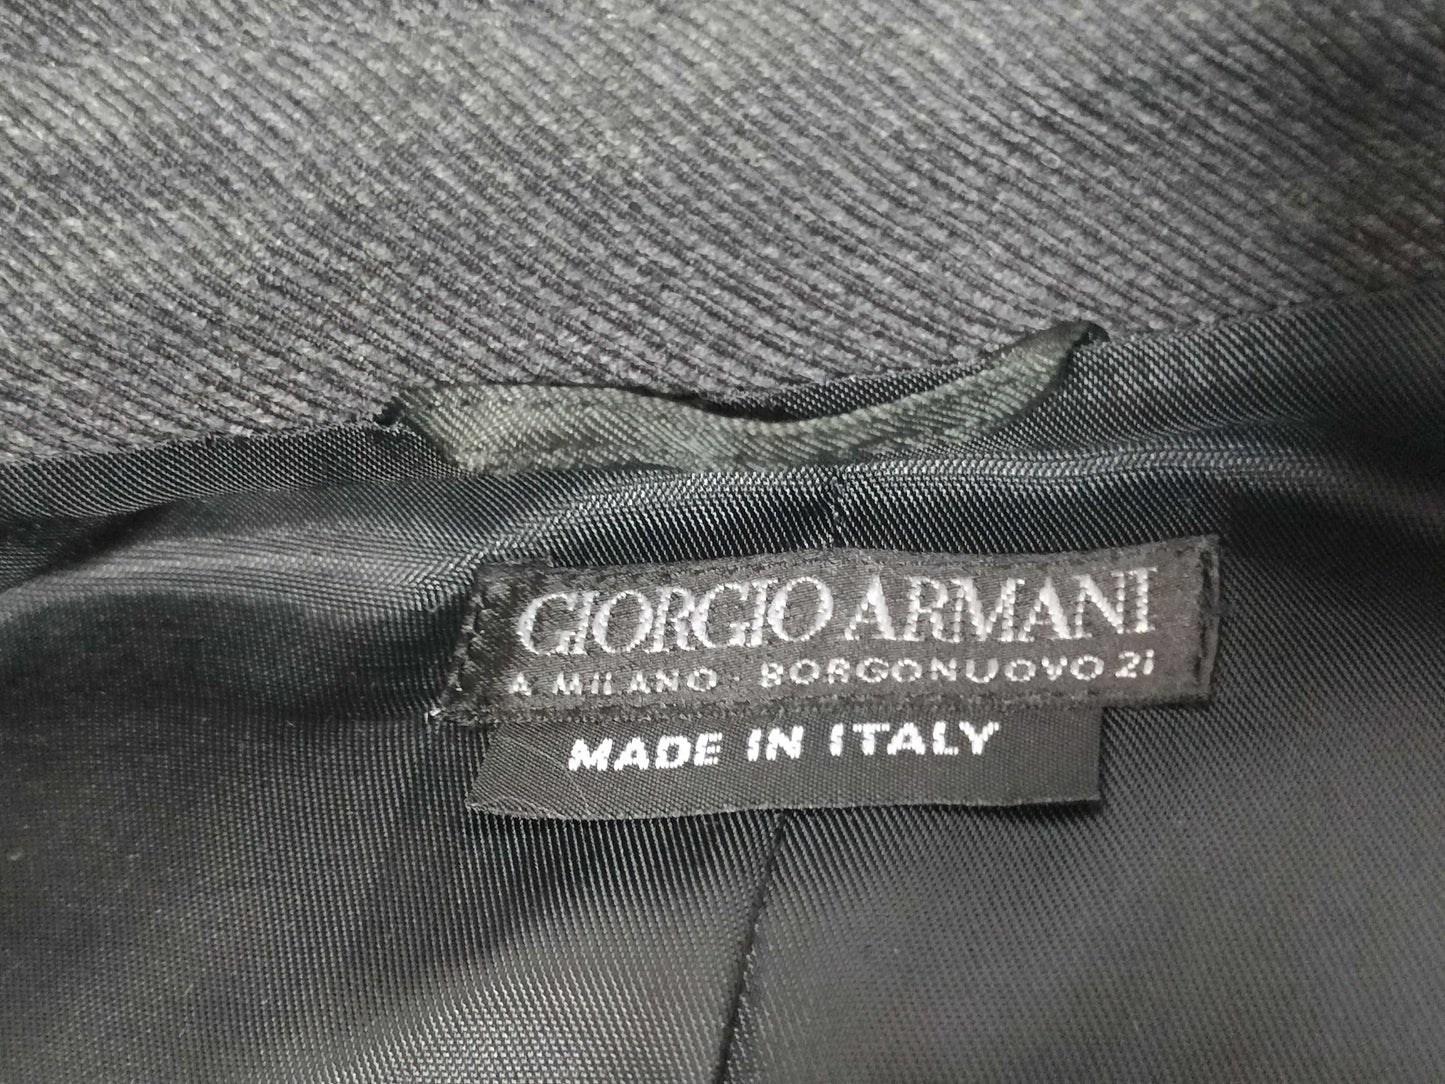 GIORGIO ARMANI
A MILANO · BORGONUOVO 21
MADE IN ITALY